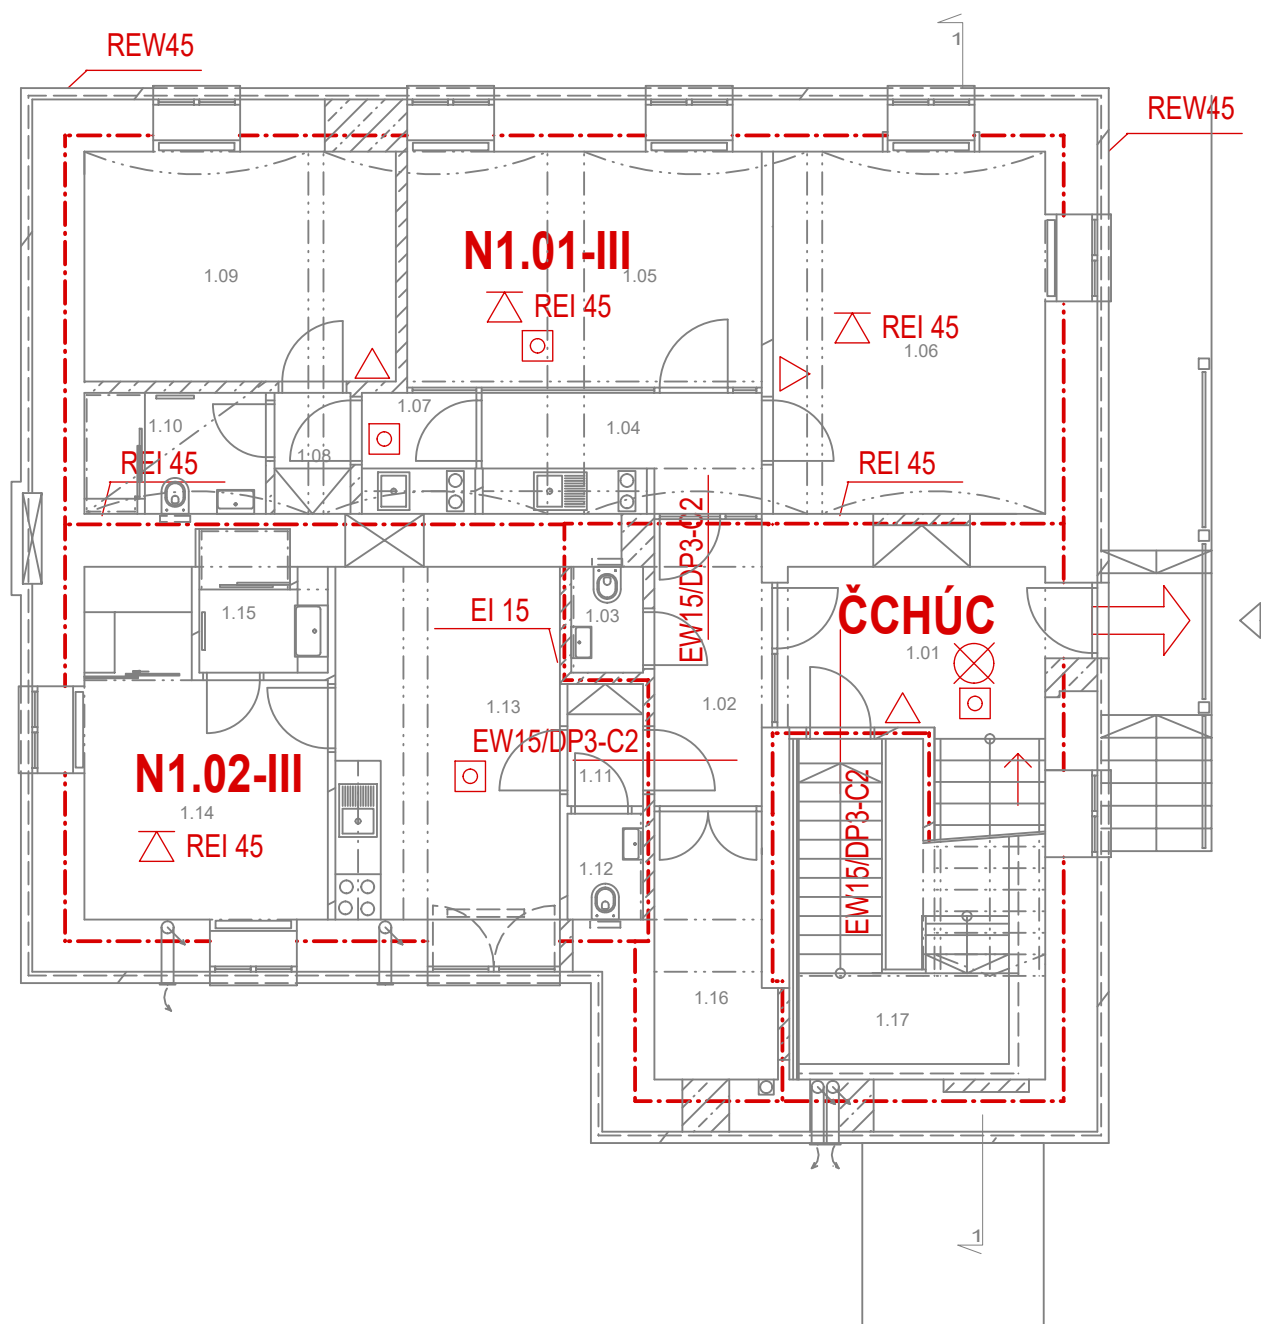 REW45
1
REW45
N1.01-III
1.09
1.05
REI 45
REI 45
1.06
1.07
1.10
1.04
1.08
REI 45
REI 45
EW15/DP3-C2
EI 15
1.15
1.03
ČCHÚC
1.01
1.13
1.02
EW15/DP3-C2
N1.02-III
1.11
1.14
REI 45
EW15/DP3-C2
1.12
1.16
1.17
1